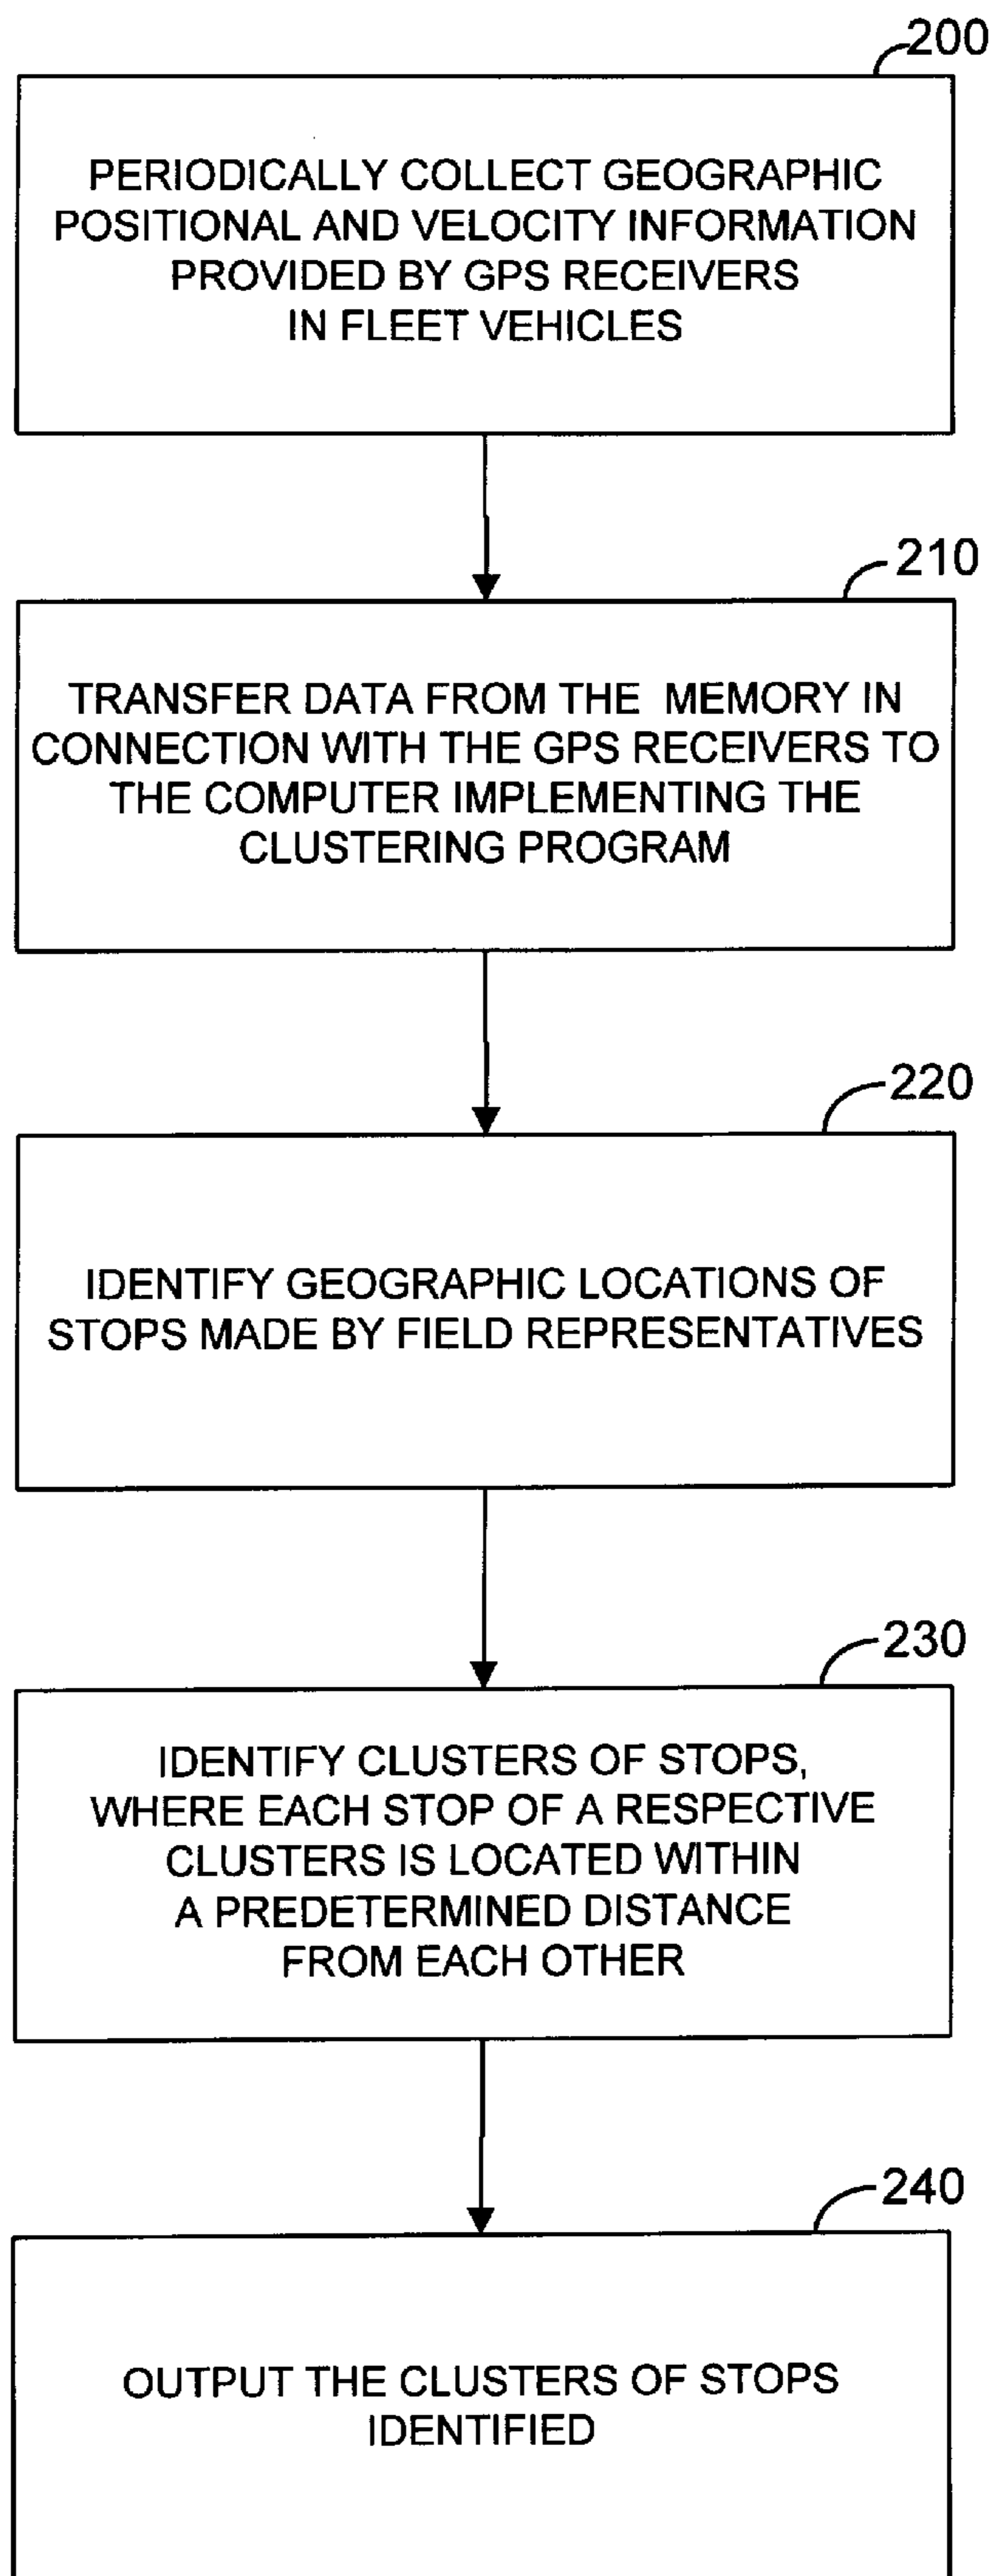 200
PERIODICALLY COLLECT GEOGRAPHIC
POSITIONAL AND VELOCITY INFORMATION
PROVIDED BY GPS RECEIVERS
IN FLEET VEHICLES
210
TRANSFER DATA FROM THE MEMORY IN
CONNECTION WITH THE GPS RECEIVERS TO
THE COMPUTER IMPLEMENTING THE
CLUSTERING PROGRAM
220
IDENTIFY GEOGRAPHIC LOCATIONS OF
STOPS MADE BY FIELD REPRESENTATIVES
230
IDENTIFY CLUSTERS OF STOPS,
WHERE EACH STOP OF A RESPECTIVE
CLUSTERS IS LOCATED WITHIN
A PREDETERMINED DISTANCE
FROM EACH OTHER
240
OUTPUT THE CLUSTERS OF STOPS
IDENTIFIED